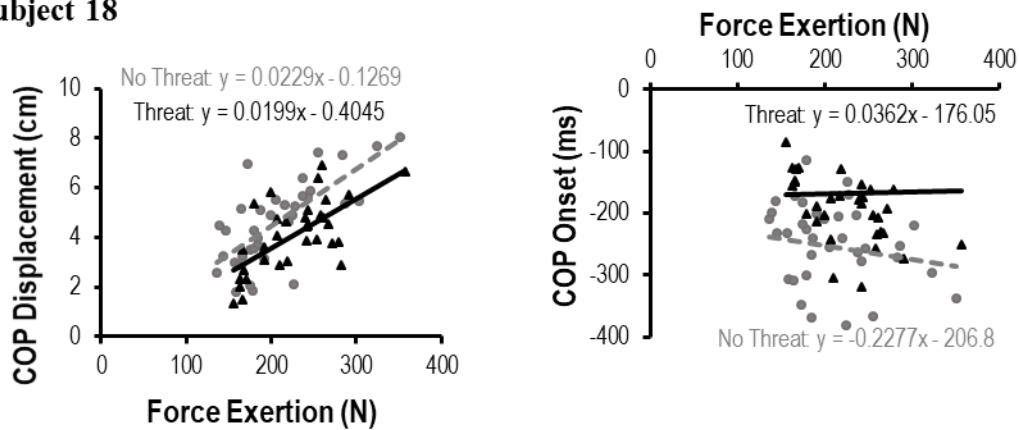 ubject 18
No Threat: y = 0.0229x - 0.1269
Threat: y = 0.0199x - 0.4045
COP Displacement (cm)
10
8
6
4
2
0
0 100 200 300 400
Force Exertion (N)
Force Exertion (N)
0 100 200 300 400
Threat: y = 0.0362x - 176.05
COP Onset (ms)
0
-100
-200
-300
-400
No Threat: y = -0.2277x - 206.8